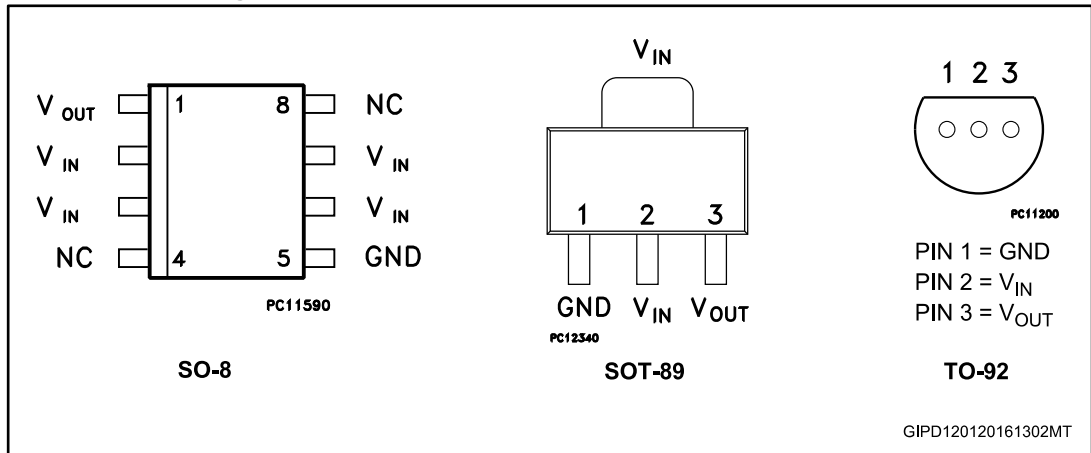 V OUT 1 8 NC
V IN V IN
V IN V IN
NC 4 5 GND
PC11590
SO-8
V IN
1 2 3
GND V IN V OUT
PC12340
SOT-89
1 2 3
PC11200
PIN 1 = GND
PIN 2 = VIN
PIN 3 = VOUT
TO-92
GIPD120120161302MT